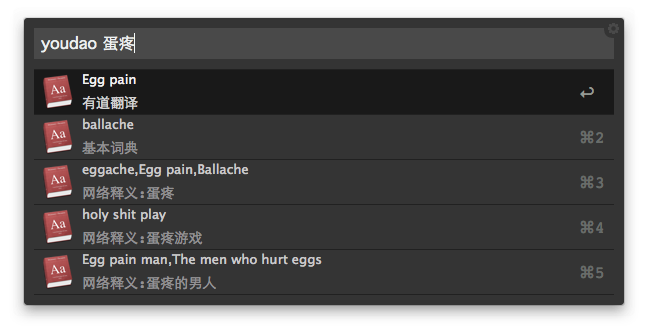 youdao 蛋疼
Egg pain
有道翻译
ballache
基本词典
⌘2
eggache,Egg pain,Ballache
网络释义:蛋疼
⌘3
holy shit play
网络释义:蛋疼游戏
⌘4
Egg pain man,The men who hurt eggs
网络释义:蛋疼的男人
⌘5
Aa
Aa
Aa
Aa
Aa